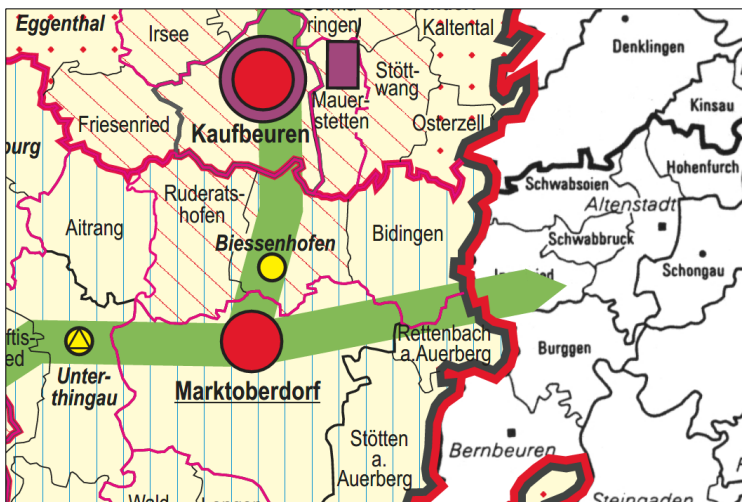 Eggenthal
Irsee
ringen
Kaltental
Denklingen
Stött-
wang
Kinsau
Mauer-
stetten
Friesenried
Kaufbeuren
Osterzell
burg
Hohenfurch
Schwabsoien
Ruderats-
hofen
Altenstadt
Aitrang
Biessenhofen
Bidingen
Schwabbruck
Schongau
Rettenbach
a.Auerberg
Burggen
Unter-
thingau
Marktoberdorf
Stötten
a.
Auerberg
Bernbeuren
Wald
Steingaden